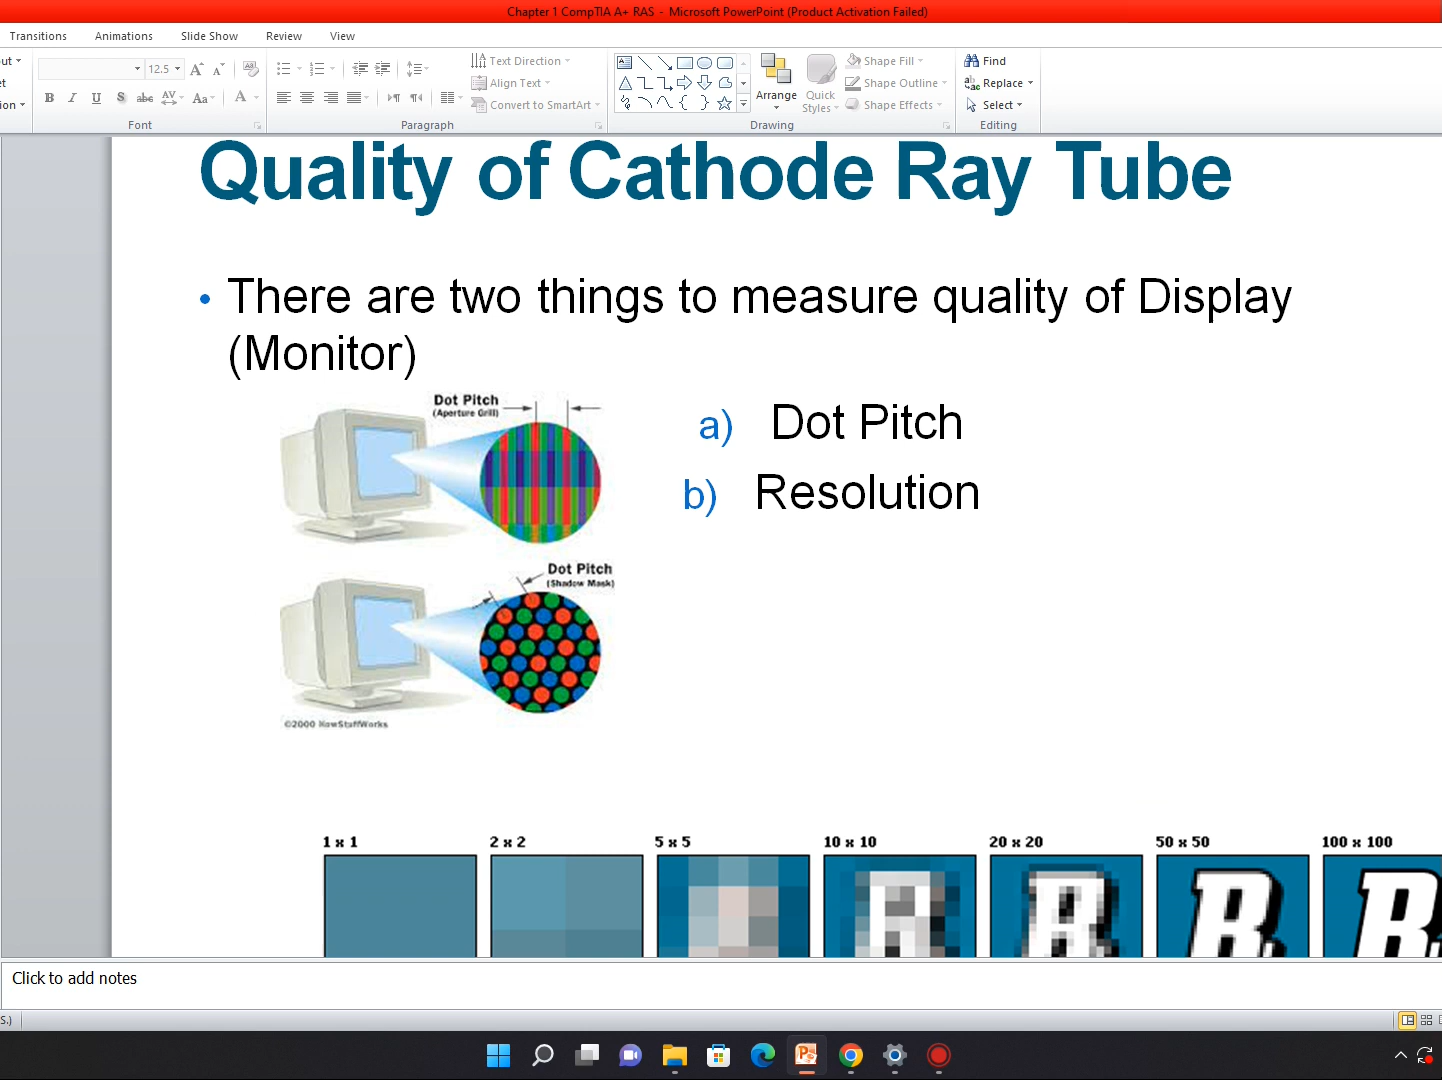 Chapter 1 CompTIA A+ RAS - Microsoft PowerPoint (Product Activation Failed)
Transitions Animations Slide Show Review View
12.5
Text Direction
Align Text
Convert to SmartArt
Arrange
Quick Styles
Shape Fill
Shape Outline
Shape Effects
Find
Replace
Select
Font Paragraph Drawing Editing
Quality of Cathode Ray Tube
• There are two things to measure quality of Display
(Monitor)
Dot Pitch
(Aperture Grill)
a) Dot Pitch
b) Resolution
Dot Pitch
(Shadow Mask)
©2000 HowStuffWorks
1 x 1 2 x 2 5 x 5 10 x 10 20 x 20 50 x 50 100 x 100
Click to add notes